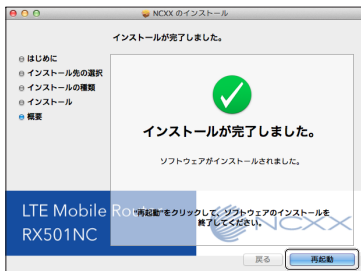 NCXX のインストール
インストールが完了しました。
はじめに
インストール先の選択
インストールの種類
インストール
概要
インストールが完了しました。
ソフトウェアがインストールされました。
LTE Mobile Router
RX501NC
"再起動"をクリックして、ソフトウェアのインストールを
終了してください。
NCXX
戻る
再起動